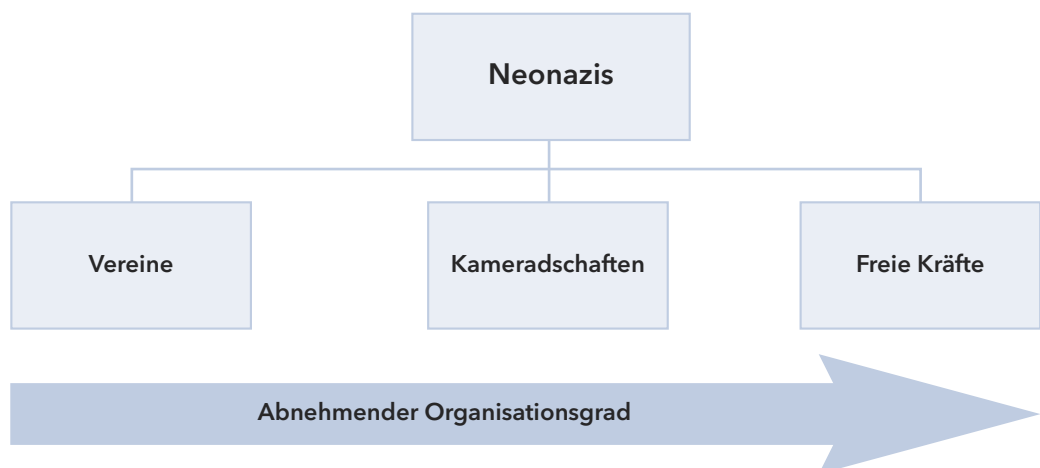 Neonazis
Vereine
Kameradschaften
Freie Kräfte
Abnehmender Organisationsgrad